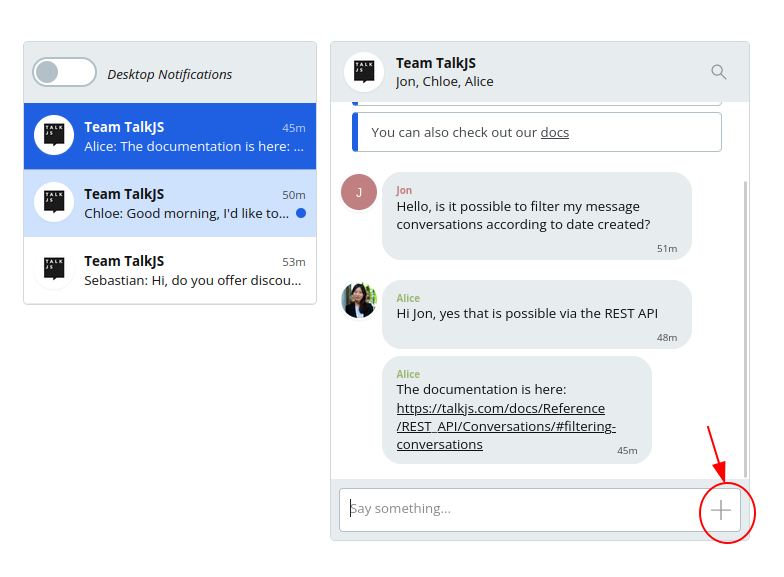 Desktop Notifications
TALK
JS
Team TalkJS
45m
Alice: The documentation is here: ...
TALK
JS
Team TalkJS
50m
Chloe: Good morning, I'd like to...
TALK
JS
Team TalkJS
53m
Sebastian: Hi, do you offer discou...
TALK
JS
Team TalkJS
Jon, Chloe, Alice
You can also check out our docs
J
Jon
Hello, is it possible to filter my message
conversations according to date created?
51m
Alice
Hi Jon, yes that is possible via the REST API
48m
Alice
The documentation is here:
https://talkjs.com/docs/Reference
/REST_API/Conversations/#filtering-
conversations
45m
Say something...